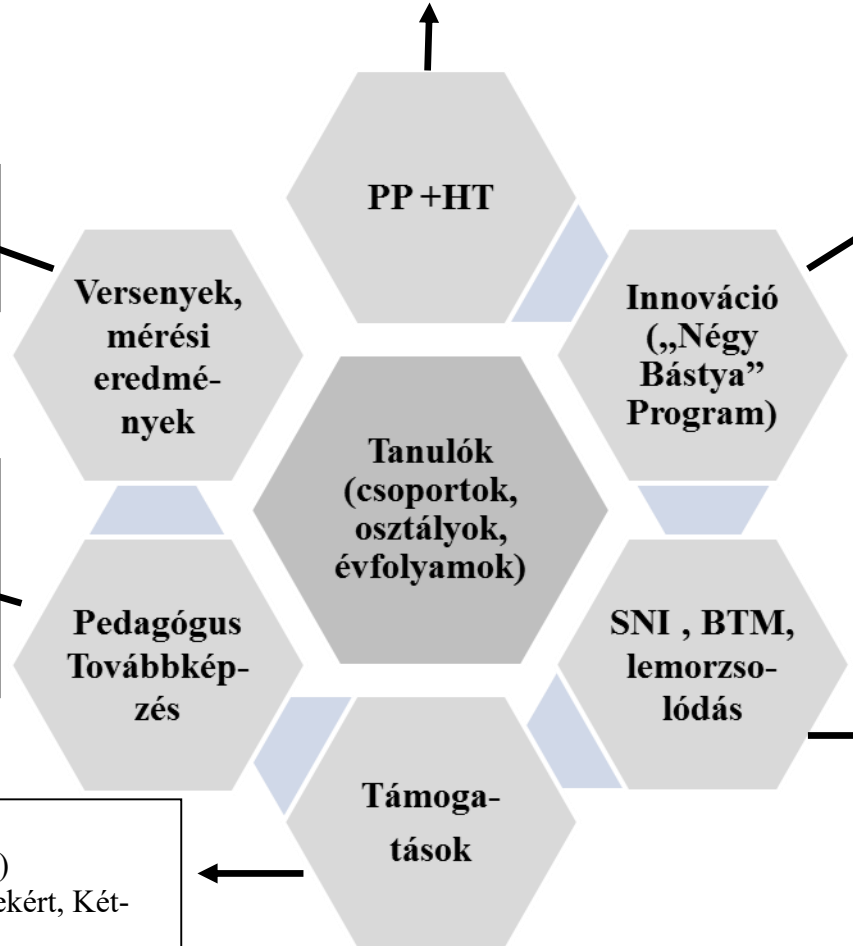 PP +HT
Versenyek,
mérési
eredmé-
nyek
Innováció
(„Négy
Bástya”
Program)
Tanulók
(csoportok,
osztályok,
évfolyamok)
Pedagógus
Továbbkép-
zés
SNI , BTM,
lemorzso-
lódás
Támoga-
tások
)
ekért, Két-